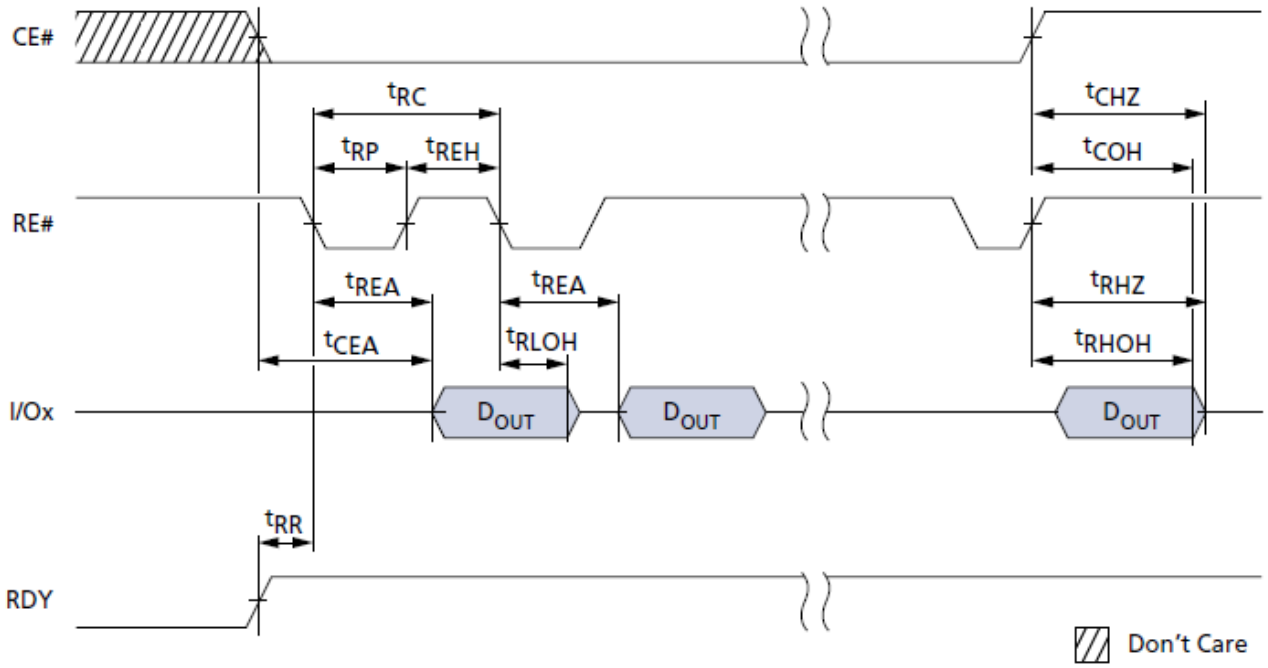 CE#
tRC
tCHZ
tRP
tREH
tCOH
RE#
tREA
tREA
tRHZ
tCEA
tRLOH
tRHOH
I/Ox
DOUT
DOUT
DOUT
tRR
RDY
Don't Care